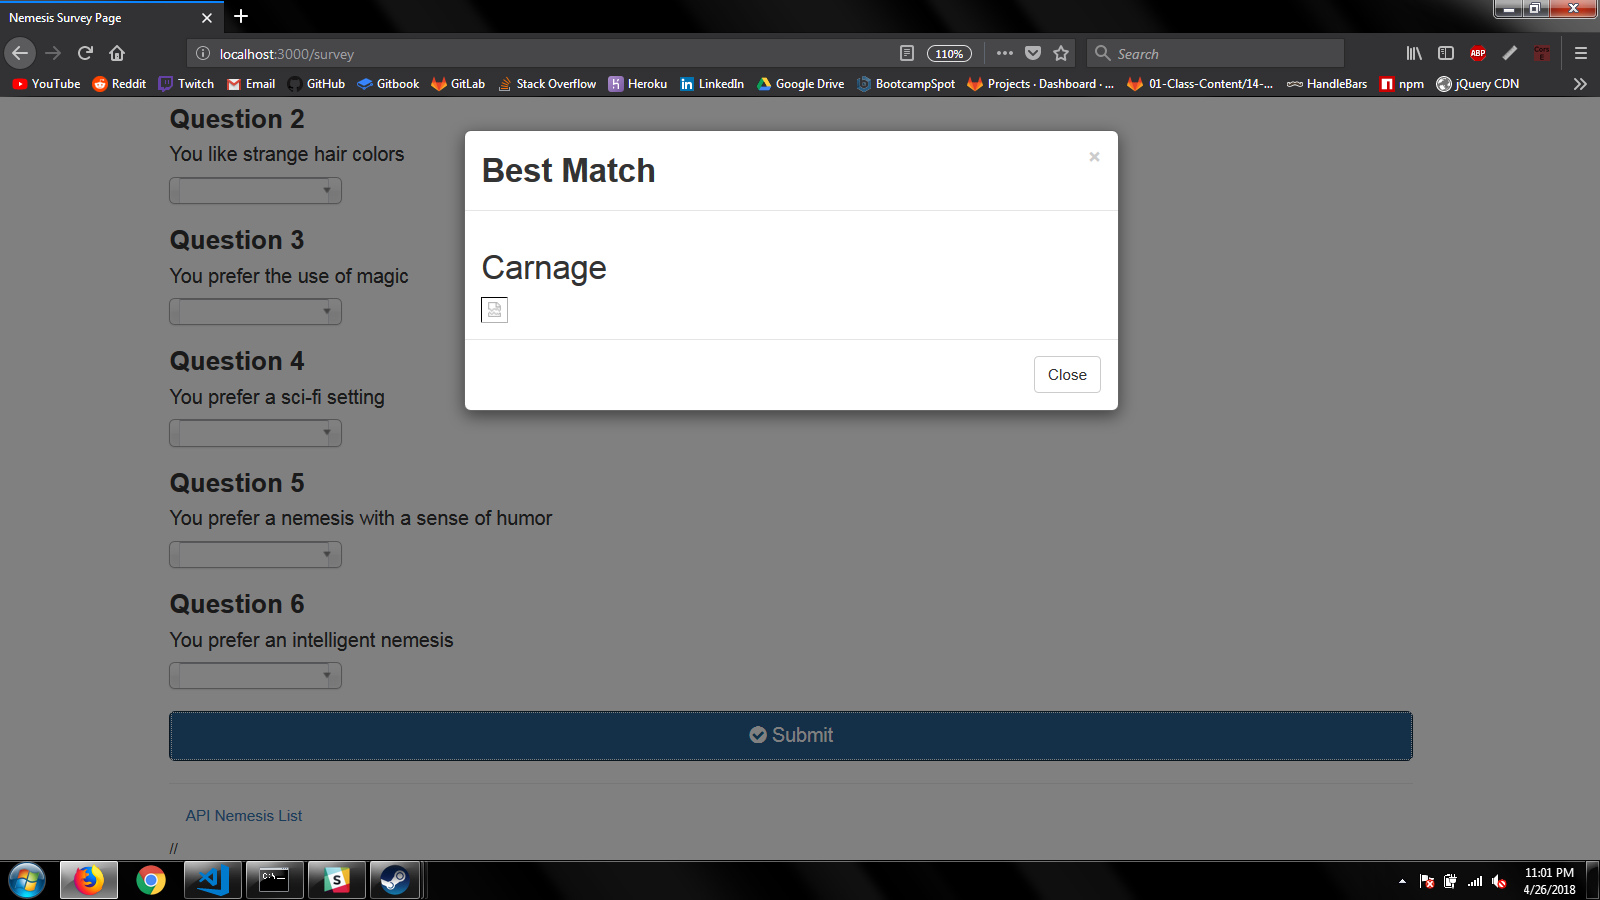 Nemesis Survey Page
localhost:3000/survey
110%
Search
ABP
YouTube
Reddit
Twitch
Email
GitHub
Gitbook
GitLab
Stack Overflow
Heroku
LinkedIn
Google Drive
BootcampSpot
Projects · Dashboard · ...
01-Class-Content/14-...
HandleBars
npm
jQuery CDN
Question 2
You like strange hair colors
Question 3
You prefer the use of magic
Question 4
You prefer a sci-fi setting
Question 5
You prefer a nemesis with a sense of humor
Question 6
You prefer an intelligent nemesis
Submit
API Nemesis List
//
Best Match
×
Carnage
Close
11:01 PM
4/26/2018